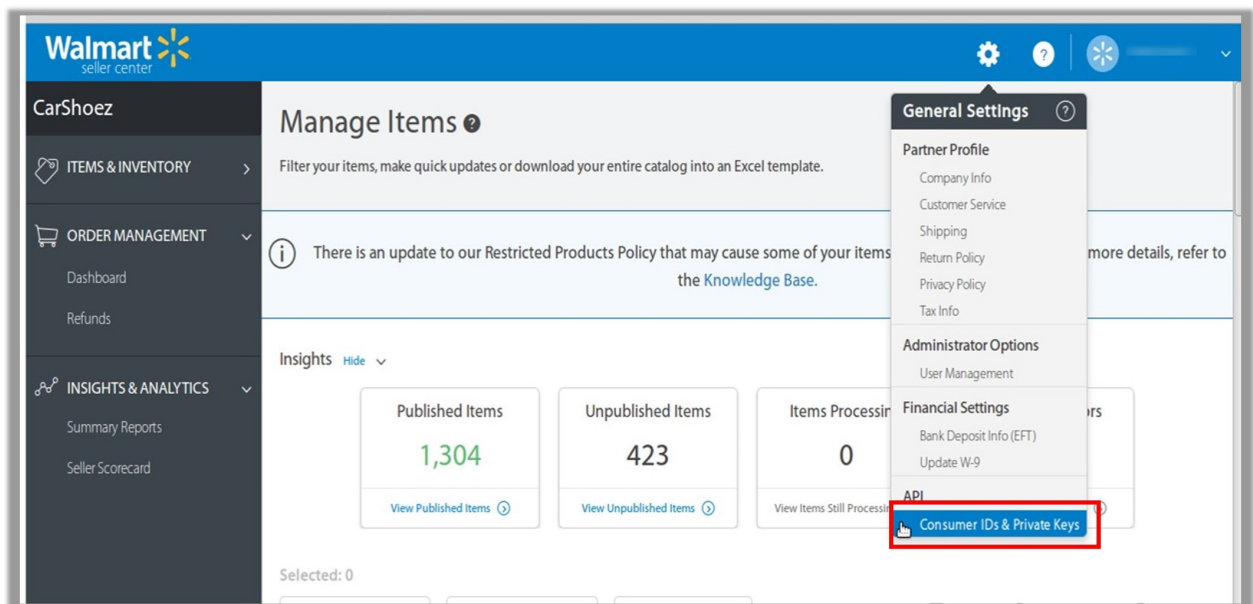 Walmart
seller center
?
CarShoez
ITEMS & INVENTORY
ORDER MANAGEMENT
Dashboard
Refunds
INSIGHTS & ANALYTICS
Summary Reports
Seller Scorecard
Manage Items ?
Filter your items, make quick updates or download your entire catalog into an Excel template.
There is an update to our Restricted Products Policy that may cause some of your items more details, refer to
the Knowledge Base.
Insights Hide
Published Items
1,304
View Published Items
Unpublished Items
423
View Unpublished Items
Items Processin
0
View Items Still Processin
rs
Selected: 0
General Settings ?
Partner Profile
Company Info
Customer Service
Shipping
Return Policy
Privacy Policy
Tax Info
Administrator Options
User Management
Financial Settings
Bank Deposit Info (EFT)
Update W-9
API
Consumer IDs & Private Keys